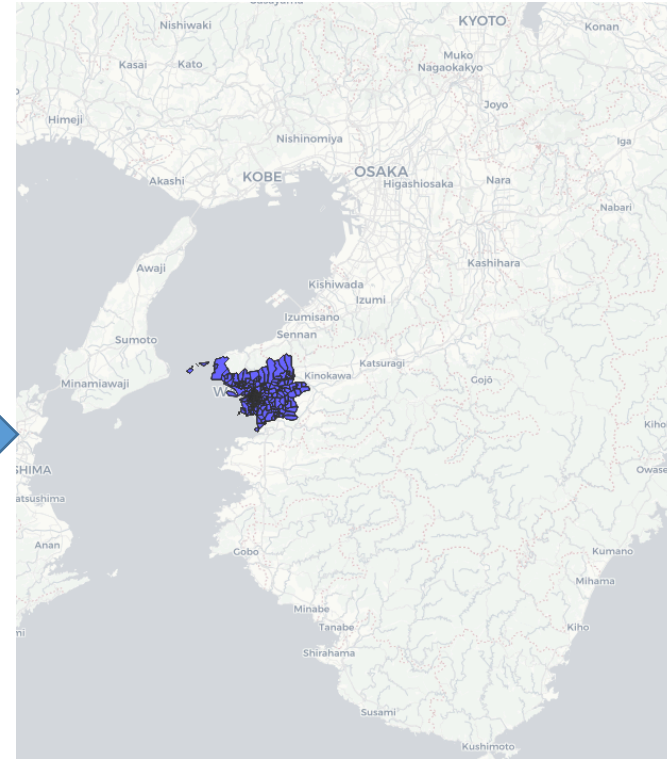 Nishiwaki
KYOTO
Konan
Kasai
Kato
Muko
Nagaokakyo
Himeji
Joyo
Nishinomiya
Iga
Akashi
KOBE
OSAKA
Higashiosaka
Nara
Nabari
Awaji
Kashihara
Kishiwada
Izumi
Izumisano
Sennan
Sumoto
Katsuragi
Minamiawaji
Kinokawa
Gojō
W
SHIMA
atsushima
Kiho
Owase
Anan
Gobo
Kumano
Mihama
Minabe
Tanabe
Kiho
Shirahama
Susami
Kushimoto